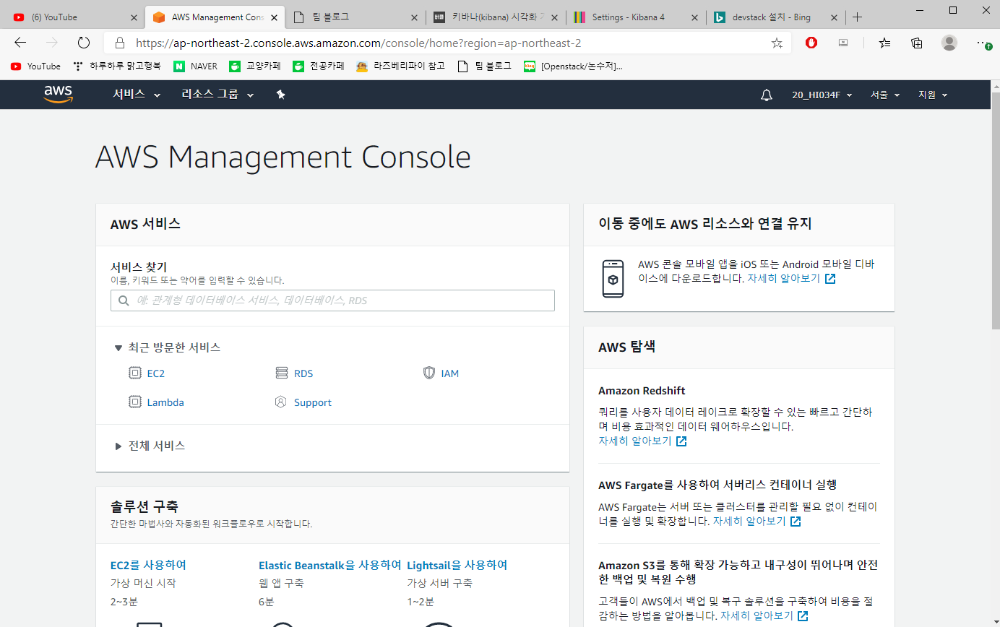 (6) YouTube
AWS Management Cons
팀 블로그
키바나(kibana) 시각화
Settings - Kibana 4
devstack 설치 - Bing
https://ap-northeast-2.console.aws.amazon.com/console/home?region=ap-northeast-2
YouTube
하루하루 맑고행복
NAVER
교양카페
전공카페
라즈베리파이 참고
팀 블로그
[Openstack/논수저]...
aws
서비스
리소스 그룹
20_HI034F
서울
지원
AWS Management Console
AWS 서비스
서비스 찾기
이름, 키워드 또는 약어를 입력할 수 있습니다.
예: 관계형 데이터베이스 서비스, 데이터베이스, RDS
최근 방문한 서비스
EC2
RDS
IAM
Lambda
Support
전체 서비스
솔루션 구축
간단한 마법사와 자동화된 워크플로우로 시작합니다.
EC2를 사용하여
가상 머신 시작
2~3분
Elastic Beanstalk을 사용하여
웹 앱 구축
6분
Lightsail을 사용하여
가상 서버 구축
1~2분
이동 중에도 AWS 리소스와 연결 유지
AWS 콘솔 모바일 앱을 iOS 또는 Android 모바일 디바
이스에 다운로드합니다. 자세히 알아보기
AWS 탐색
Amazon Redshift
쿼리를 사용자 데이터 레이크로 확장할 수 있는 빠르고 간단하
며 비용 효과적인 데이터 웨어하우스입니다.
자세히 알아보기
AWS Fargate를 사용하여 서버리스 컨테이너 실행
AWS Fargate는 서버 또는 클러스터를 관리할 필요 없이 컨테이
너를 실행 및 확장합니다. 자세히 알아보기
Amazon S3를 통해 확장 가능하고 내구성이 뛰어나며 안전
한 백업 및 복원 수행
고객들이 AWS에서 백업 및 복구 솔루션을 구축하여 비용을 절
감하는 방법을 알아봅니다. 자세히 알아보기